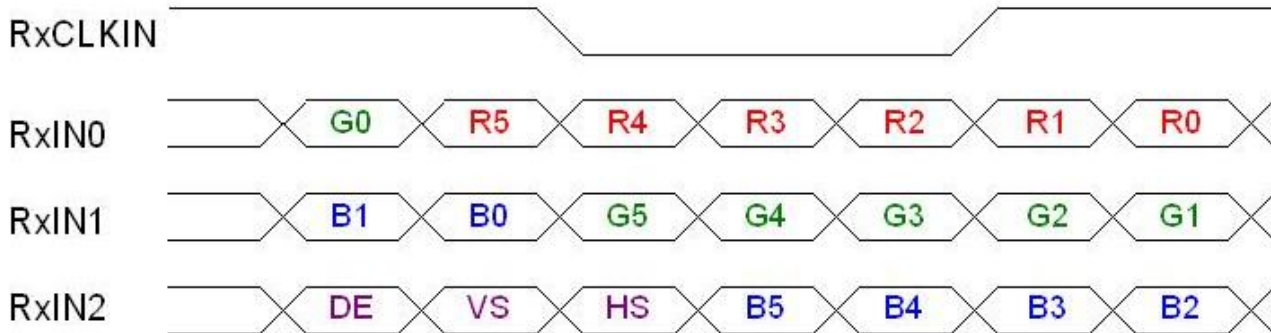 RxCLKIN
RxIN0 G0 R5 R4 R3 R2 R1 R0
RxIN1 B1 B0 G5 G4 G3 G2 G1
RxIN2 DE VS HS B5 B4 B3 B2